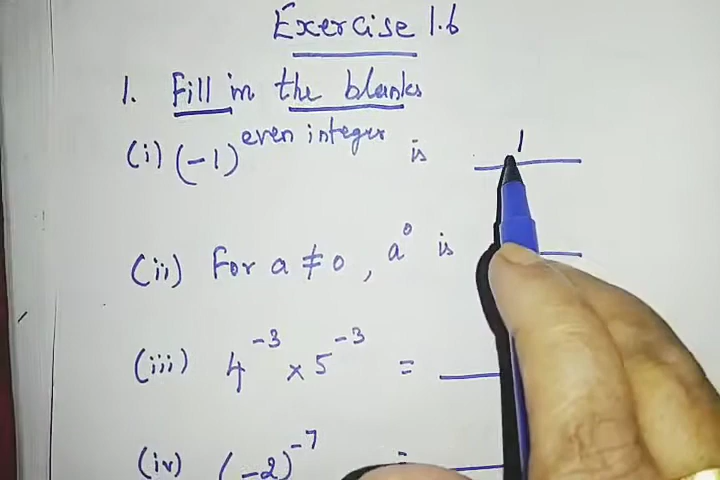 Exercise 1.6
1. Fill in the blanks
(i) (-1)^even integer is 1
(ii) For a ≠ 0, a⁰ is
(iii) 4⁻³ × 5⁻³ =
(iv) (-2)⁻⁷ =